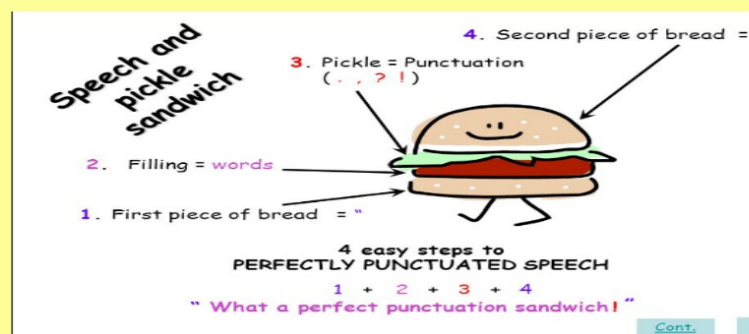 Speech and
pickle
sandwich
4. Second piece of bread =
3. Pickle = Punctuation
( . , ? ! )
2. Filling = words
1. First piece of bread = "
4 easy steps to
PERFECTLY PUNCTUATED SPEECH
1 + 2 + 3 + 4
" What a perfect punctuation sandwich! "
Cont.